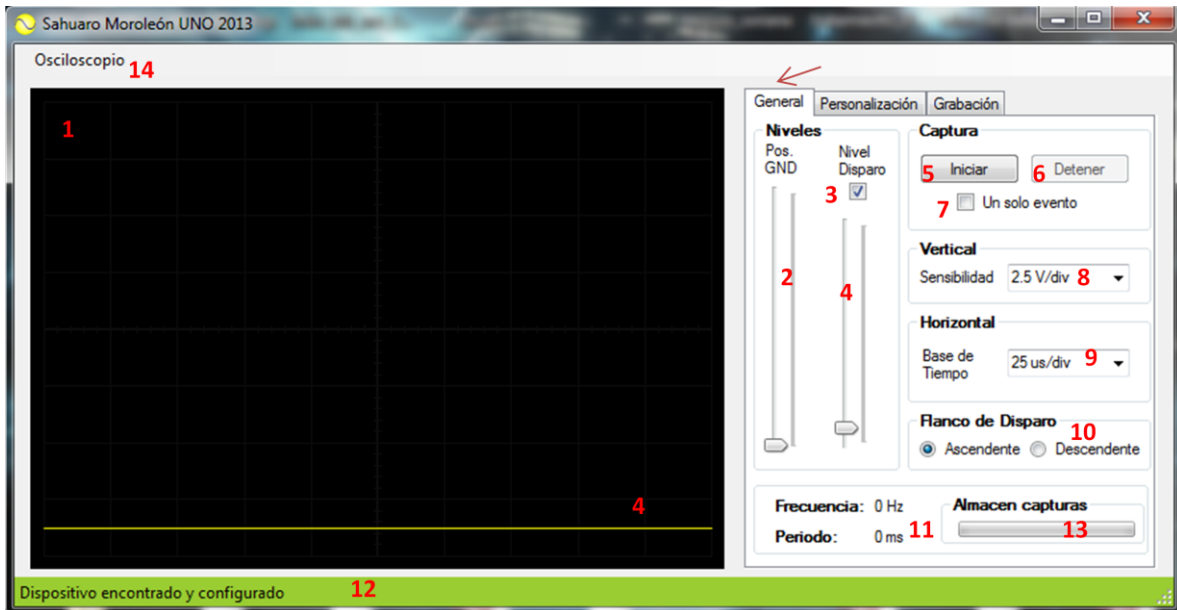 Sahuaro Moroleón UNO 2013
Osciloscopio 14
1
General Personalización Grabación
Niveles
Pos. GND
Nivel Disparo
3
2
4
Captura
5 Iniciar 6 Detener
7 Un solo evento
Vertical
Sensibilidad 2.5 V/div 8
Horizontal
Base de Tiempo 25 us/div 9
Flanco de Disparo
10
Ascendente Descendente
4
Frecuencia: 0 Hz
Periodo: 0 ms 11
Almacen capturas
13
Dispositivo encontrado y configurado 12